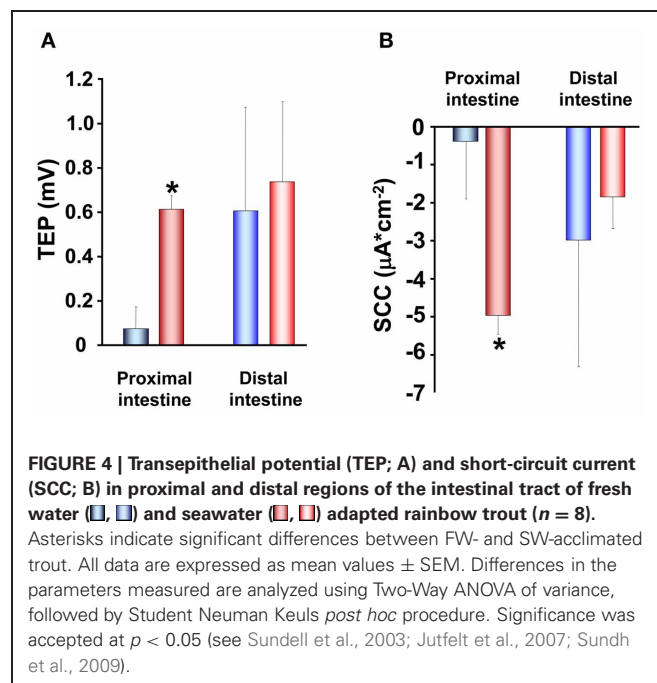 A
TEP (mV)
1.2
1.0
0.8
0.6
0.4
0.2
0
*
Proximal
intestine
Distal
intestine
B
Proximal
intestine
Distal
intestine
SCC (µA*cm-2)
0
-1
-2
-3
-4
-5
-6
-7
*
FIGURE 4 | Transepithelial potential (TEP; A) and short-circuit current
(SCC; B) in proximal and distal regions of the intestinal tract of fresh
water (, ) and seawater (, ) adapted rainbow trout (n = 8).
Asterisks indicate significant differences between FW- and SW-acclimated
trout. All data are expressed as mean values ± SEM. Differences in the
parameters measured are analyzed using Two-Way ANOVA of variance,
followed by Student Neuman Keuls post hoc procedure. Significance was
accepted at p < 0.05 (see Sundell et al., 2003; Jutfelt et al., 2007; Sundh
et al., 2009).